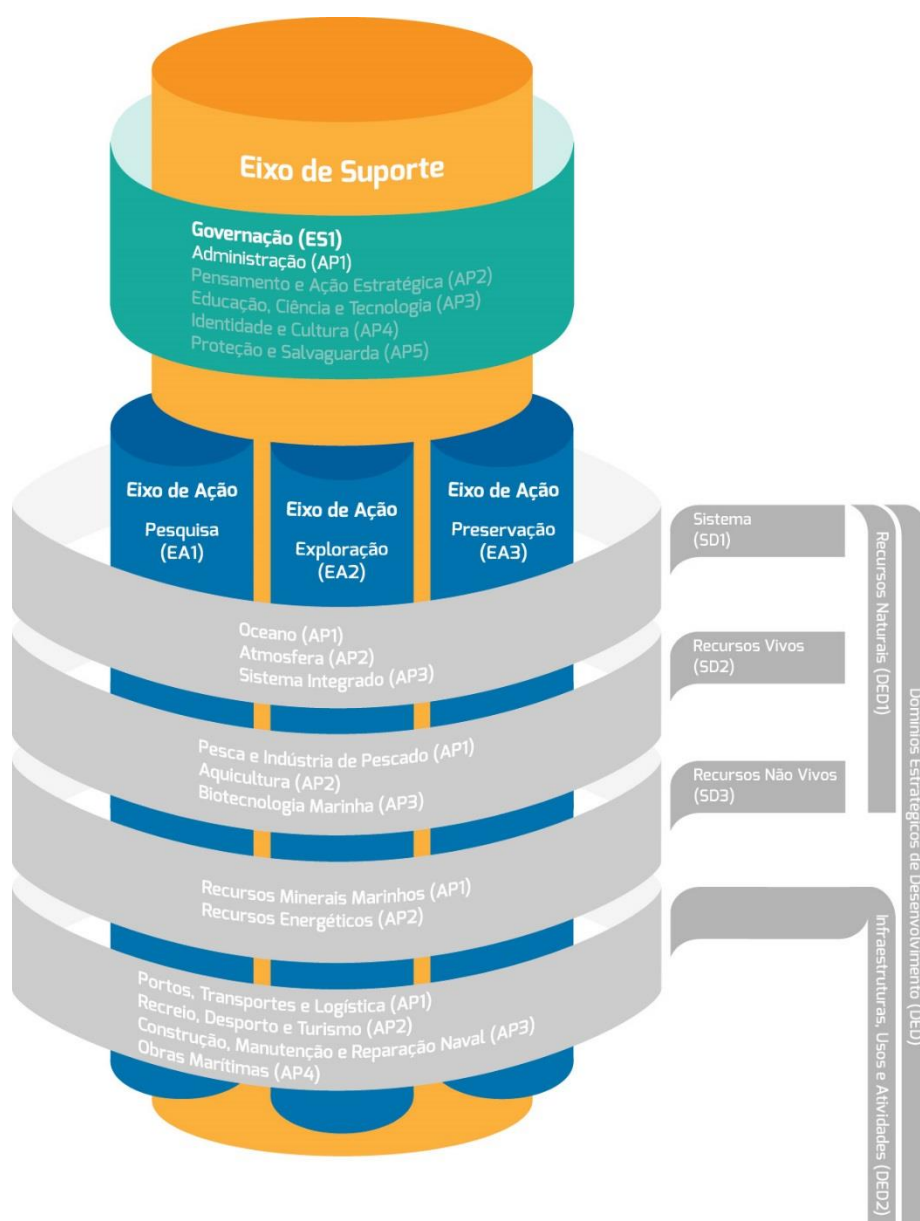 Eixo de Suporte
Governação (ES1)
Administração (AP1)
Pensamento e Ação Estratégica (AP2)
Educação, Ciência e Tecnologia (AP3)
Identidade e Cultura (AP4)
Proteção e Salvaguarda (AP5)
Eixo de Ação
Pesquisa
(EA1)
Eixo de Ação
Exploração
(EA2)
Eixo de Ação
Preservação
(EA3)
Oceano (AP1)
Atmosfera (AP2)
Sistema Integrado (AP3)
Pesca e Indústria de Pescado (AP1)
Aquicultura (AP2)
Biotecnologia Marinha (AP3)
Recursos Minerais Marinhos (AP1)
Recursos Energéticos (AP2)
Portos, Transportes e Logística (AP1)
Recreio, Desporto e Turismo (AP2)
Construção, Manutenção e Reparação Naval (AP3)
Obras Marítimas (AP4)
Sistema
(SD1)
Recursos Vivos
(SD2)
Recursos Não Vivos
(SD3)
Recursos Naturais (DED1)
Infraestruturas, Usos e Atividades (DED2)
Domínios Estratégicos de Desenvolvimento (DED)